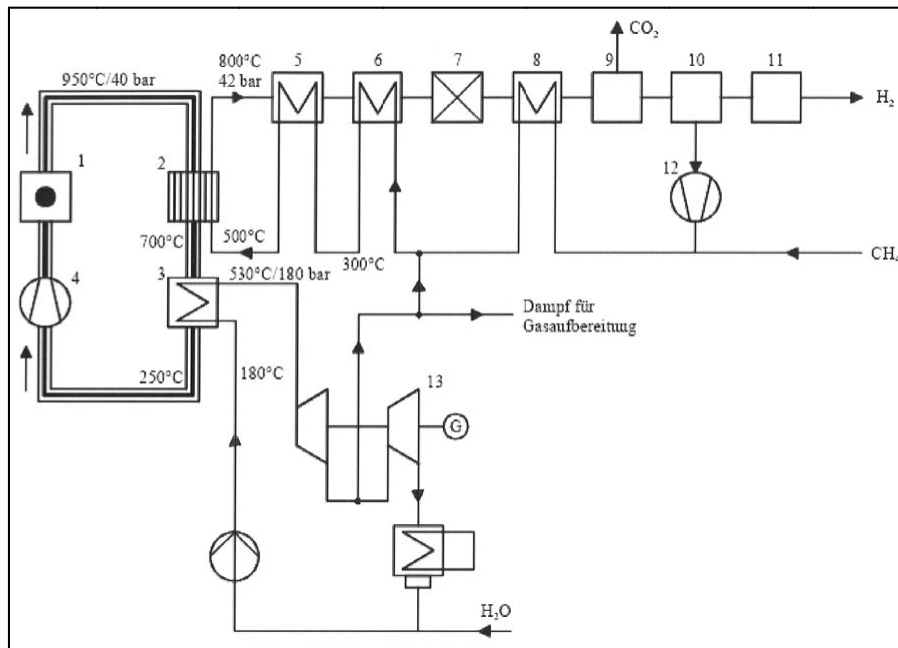 CO₂
950°C/40 bar
800°C
42 bar
5
6
7
8
9
10
11
H₂
1
2
12
700°C
500°C
300°C
CH₄
4
3
530°C/180 bar
Dampf für
Gasaufbereitung
250°C
180°C
13
G
H₂O